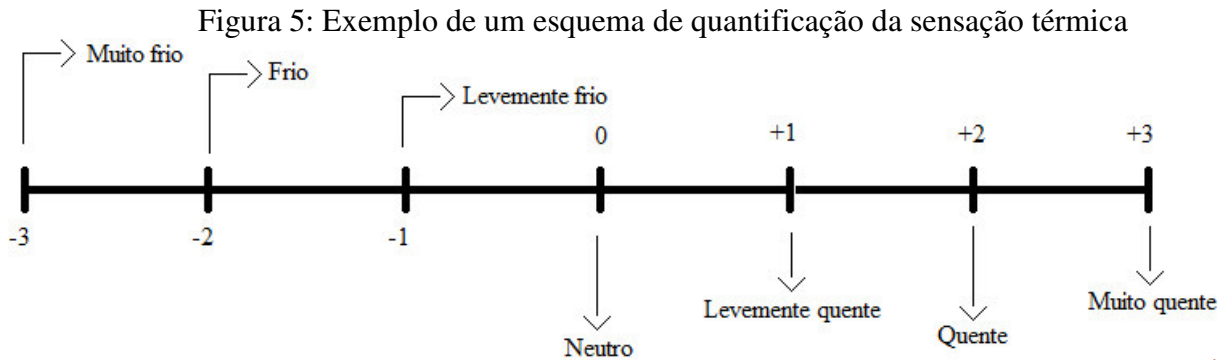 Figura 5: Exemplo de um esquema de quantificação da sensação térmica
Muito frio
Frio
Levemente frio
0 +1 +2 +3
-3 -2 -1
Levemente quente
Muito quente
Quente
Neutro